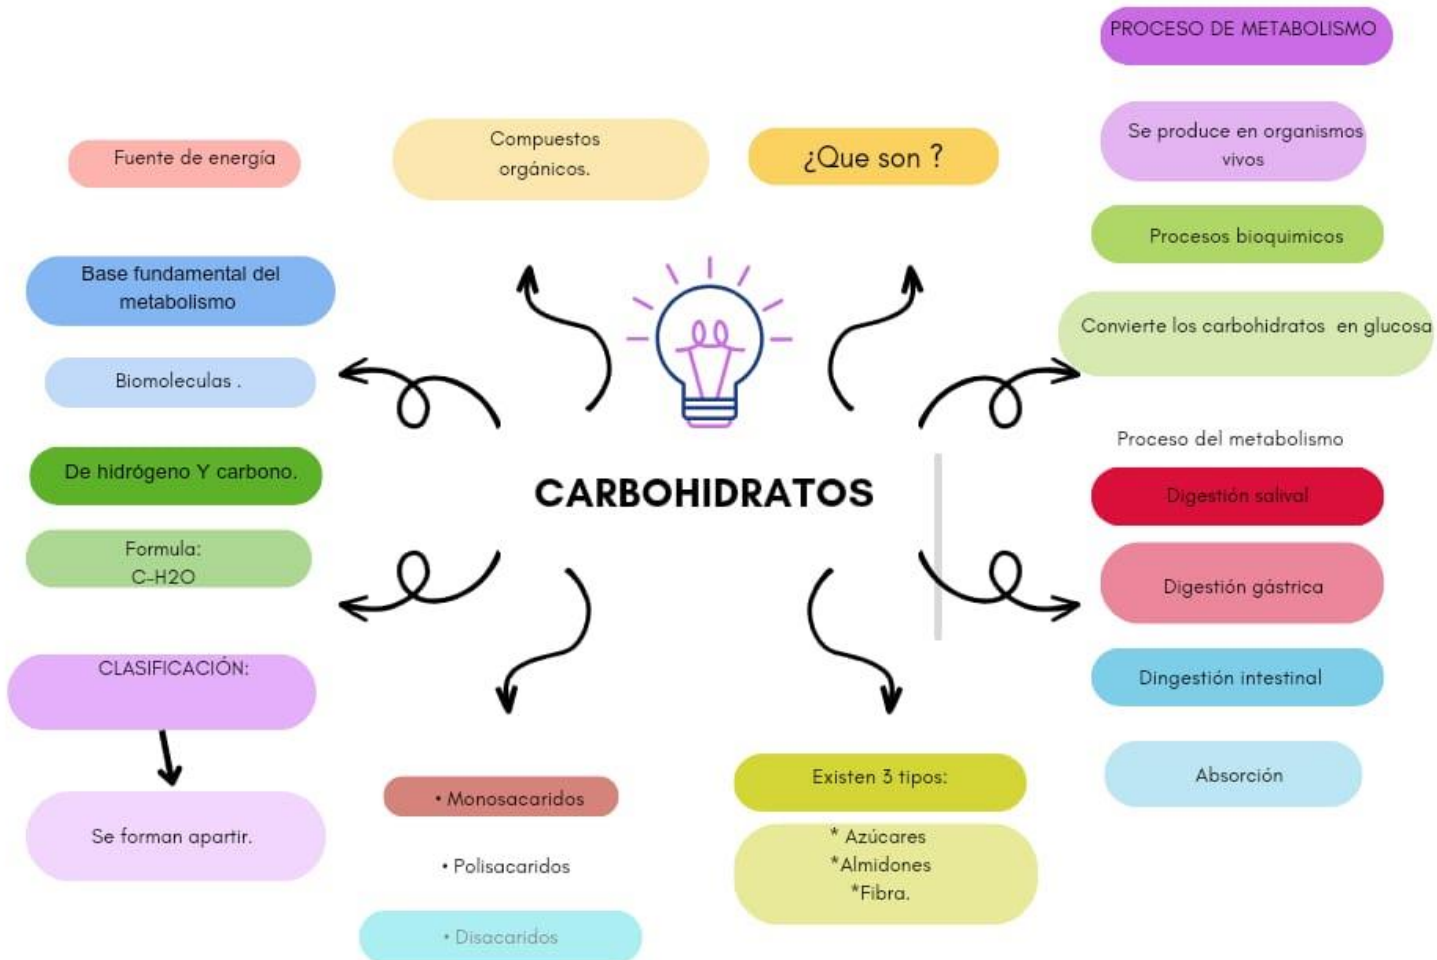 PROCESO DE METABOLISMO
Se produce en organismos
vivos
Procesos bioquimicos
Convierte los carbohidratos en glucosa
¿Que son ?
Compuestos
orgánicos.
Fuente de energía
Base fundamental del
metabolismo
Biomoleculas .
De hidrógeno Y carbono.
Formula:
C-H2O
CLASIFICACIÓN:
Se forman apartir.
CARBOHIDRATOS
• Monosacaridos
• Polisacaridos
• Disacaridos
Existen 3 tipos:
* Azúcares
*Almidones
*Fibra.
Proceso del metabolismo
Digestión salival
Digestión gástrica
Dingestión intestinal
Absorción